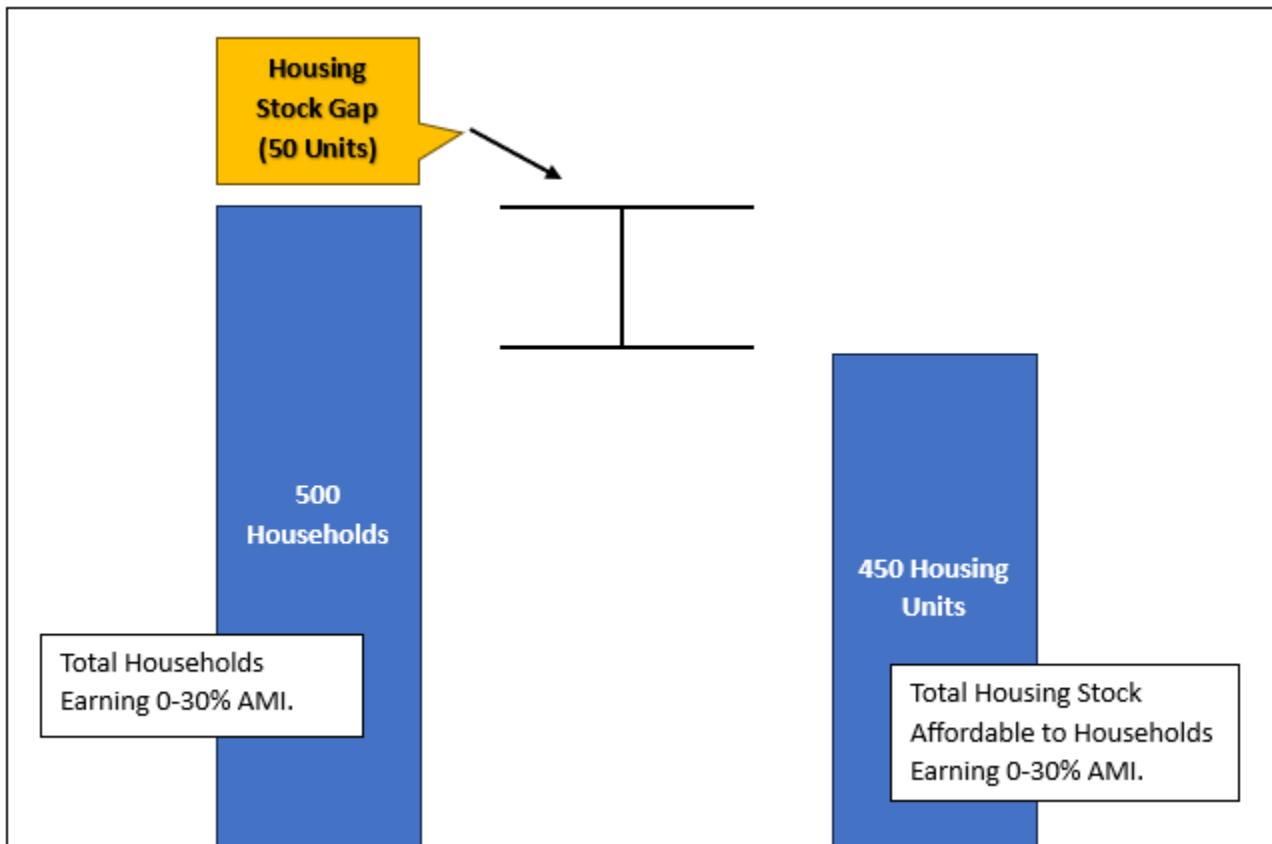 Housing
Stock Gap
(50 Units)
500
Households
450 Housing
Units
Total Households
Earning 0-30% AMI.
Total Housing Stock
Affordable to Households
Earning 0-30% AMI.